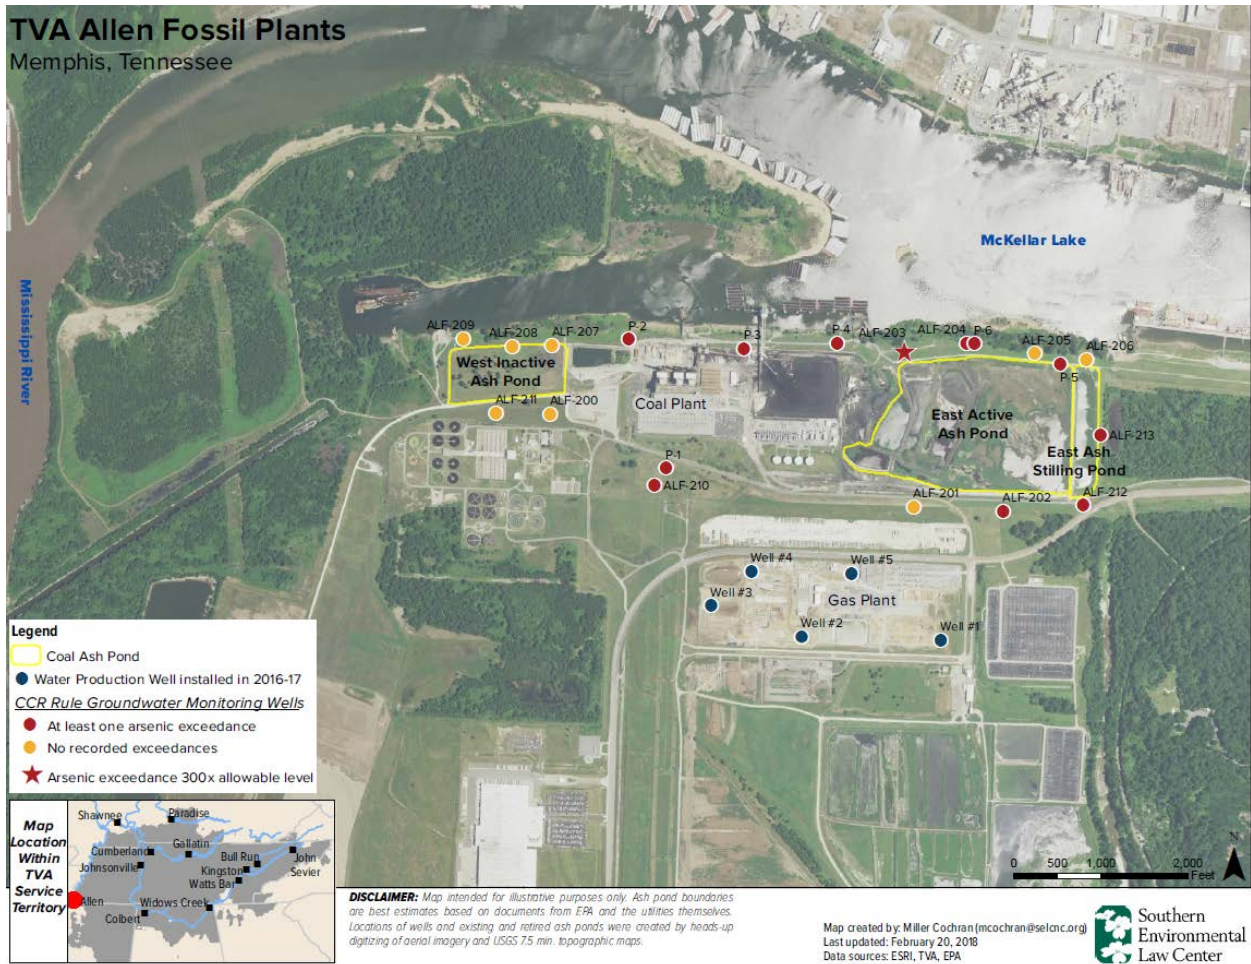 TVA Allen Fossil Plants
Memphis, Tennessee
McKellar Lake
Mississippi River
ALF-209
ALF-208
ALF-207
P-2
P-3
P-4
ALF-203
ALF-204
P-6
ALF-205
ALF-206
West Inactive
Ash Pond
P-5
ALF-211
ALF-200
Coal Plant
East Active
Ash Pond
ALF-213
East Ash
Stilling Pond
P-1
ALF-210
ALF-201
ALF-202
ALF-212
Well #4
Well #5
Well #3
Gas Plant
Well #2
Well #1
Legend
Coal Ash Pond
Water Production Well installed in 2016-17
CCR Rule Groundwater Monitoring Wells
At least one arsenic exceedance
No recorded exceedances
Arsenic exceedance 300x allowable level
Map
Location
Within
TVA
Service
Territory
Shawnee
Paradise
Cumberland
Gallatin
Johnsonville
Bull Run
John
Sevier
Kingston
Watts Bar
Allen
Widows Creek
Colbert
N
0 500 1,000 2,000
Feet
DISCLAIMER: Map intended for illustrative purposes only. Ash pond boundaries
are best estimates based on documents from EPA and the utilities themselves.
Locations of wells and existing and retired ash ponds were created by heads-up
digitizing of aerial imagery and USGS 7.5 min. topographic maps.
Map created by: Miller Cochran (mcochran@selcnc.org)
Last updated: February 20, 2018
Data sources: ESRI, TVA, EPA
Southern
Environmental
Law Center